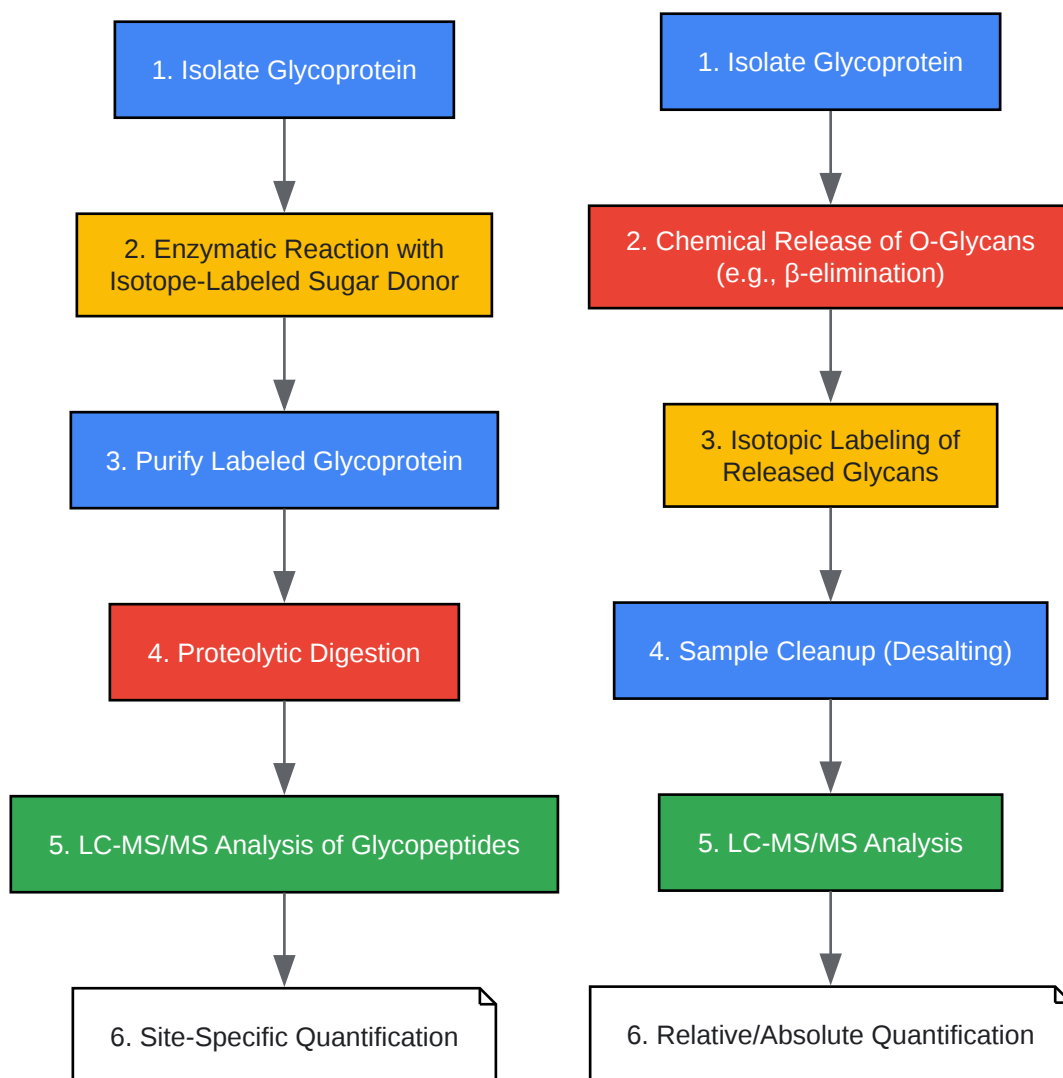 1. Isolate Glycoprotein
2. Enzymatic Reaction with
Isotope-Labeled Sugar Donor
3. Purify Labeled Glycoprotein
4. Proteolytic Digestion
5. LC-MS/MS Analysis of Glycopeptides
6. Site-Specific Quantification
1. Isolate Glycoprotein
2. Chemical Release of O-Glycans
(e.g., β-elimination)
3. Isotopic Labeling of
Released Glycans
4. Sample Cleanup (Desalting)
5. LC-MS/MS Analysis
6. Relative/Absolute Quantification